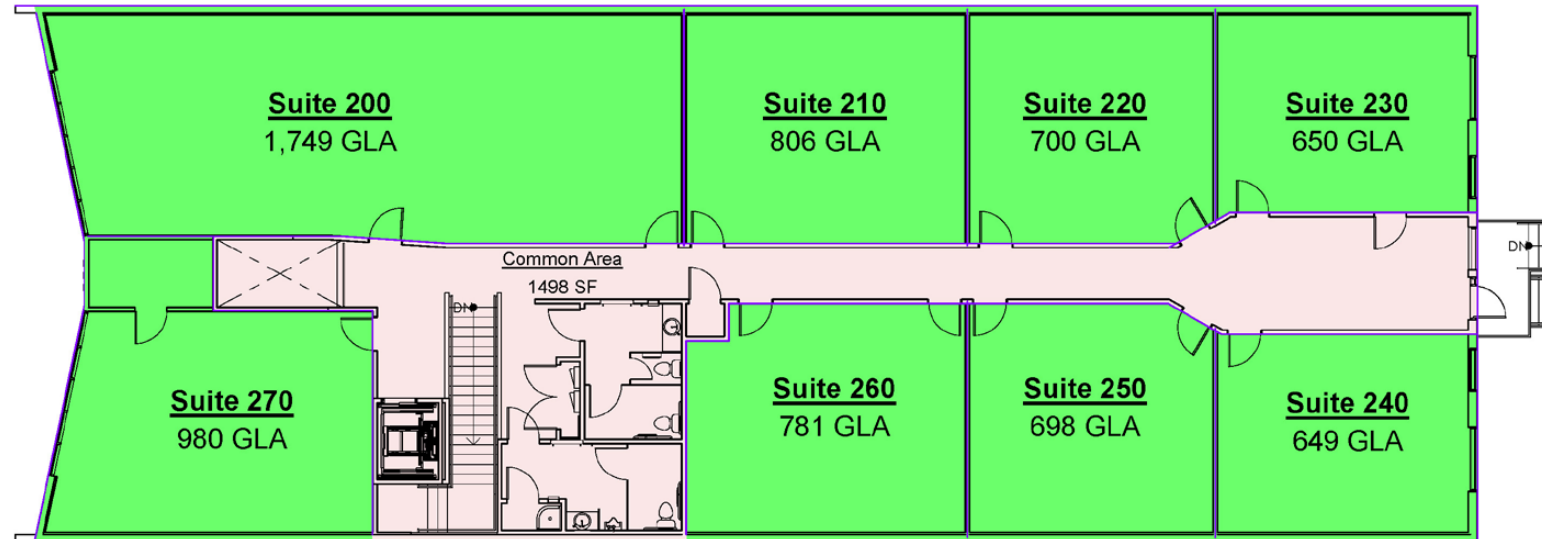 Suite 200
1,749 GLA
Suite 210
806 GLA
Suite 220
700 GLA
Suite 230
650 GLA
DN
Common Area
1498 SF
DN
Suite 270
980 GLA
Suite 260
781 GLA
Suite 250
698 GLA
Suite 240
649 GLA